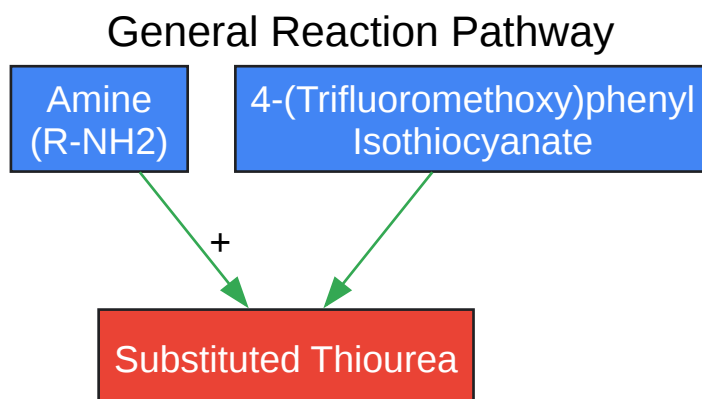 General Reaction Pathway
Amine
(R-NH2)
4-(Trifluoromethoxy)phenyl
Isothiocyanate
+
Substituted Thiourea